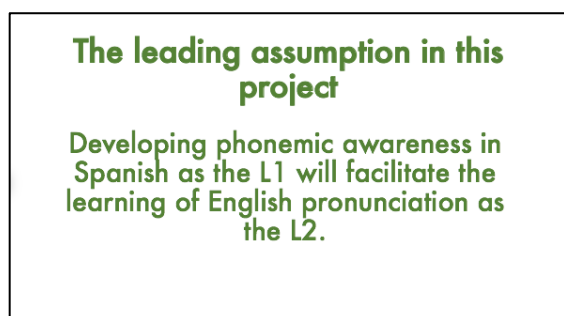 The leading assumption in this
project
Developing phonemic awareness in
Spanish as the L1 will facilitate the
learning of English pronunciation as
the L2.